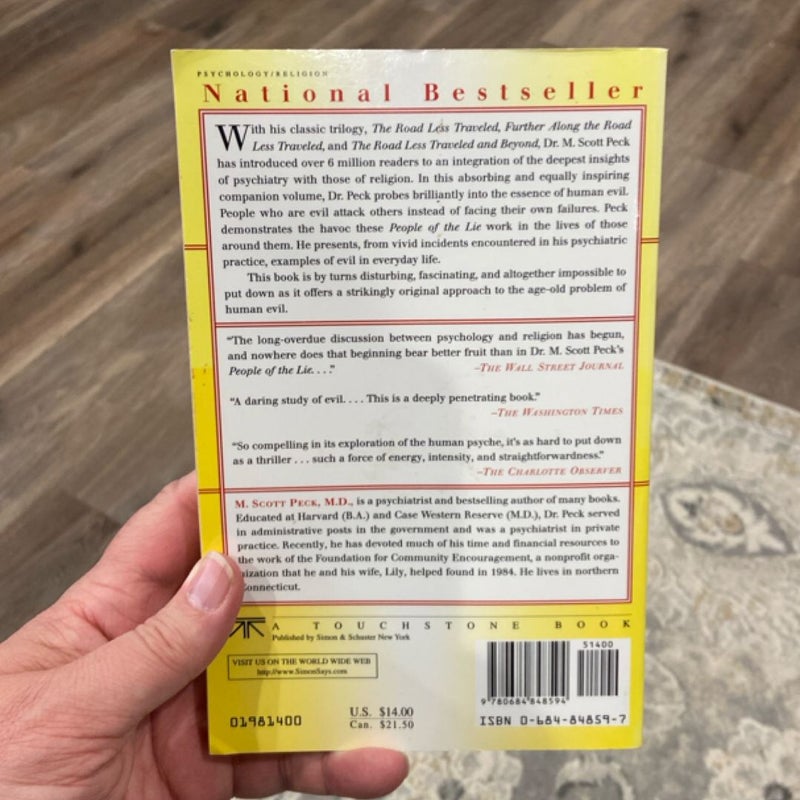 PSYCHOLOGY/RELIGION
National Bestseller
With his classic trilogy, The Road Less Traveled, Further Along the Road
Less Traveled, and The Road Less Traveled and Beyond, Dr. M. Scott Peck
has introduced over 6 million readers to an integration of the deepest insights
of psychiatry with those of religion. In this absorbing and equally inspiring
companion volume, Dr. Peck probes brilliantly into the essence of human evil.
People who are evil attack others instead of facing their own failures. Peck
demonstrates the havoc these People of the Lie work in the lives of those
around them. He presents, from vivid incidents encountered in his psychiatric
practice, examples of evil in everyday life.
This book is by turns disturbing, fascinating, and altogether impossible to
put down as it offers a strikingly original approach to the age-old problem of
human evil.
“The long-overdue discussion between psychology and religion has begun,
and nowhere does that beginning bear better fruit than in Dr. M. Scott Peck’s
People of the Lie. . . .”
–THE WALL STREET JOURNAL
“A daring study of evil. . . . This is a deeply penetrating book.”
–THE WASHINGTON TIMES
“So compelling in its exploration of the human psyche, it’s as hard to put down
as a thriller . . . such a force of energy, intensity, and straightforwardness.”
–THE CHARLOTTE OBSERVER
M. SCOTT PECK, M.D., is a psychiatrist and bestselling author of many books.
Educated at Harvard (B.A.) and Case Western Reserve (M.D.), Dr. Peck served
in administrative posts in the government and was a psychiatrist in private
practice. Recently, he has devoted much of his time and financial resources to
the work of the Foundation for Community Encouragement, a nonprofit orga-
nization that he and his wife, Lily, helped found in 1984. He lives in northern
Connecticut.
A TOUCHSTONE BOOK
Published by Simon & Schuster New York
VISIT US ON THE WORLD WIDE WEB
http://www.SimonSays.com
51400
9 780684 848594
01981400
U.S. $14.00
Can. $21.50
ISBN 0-684-84859-7